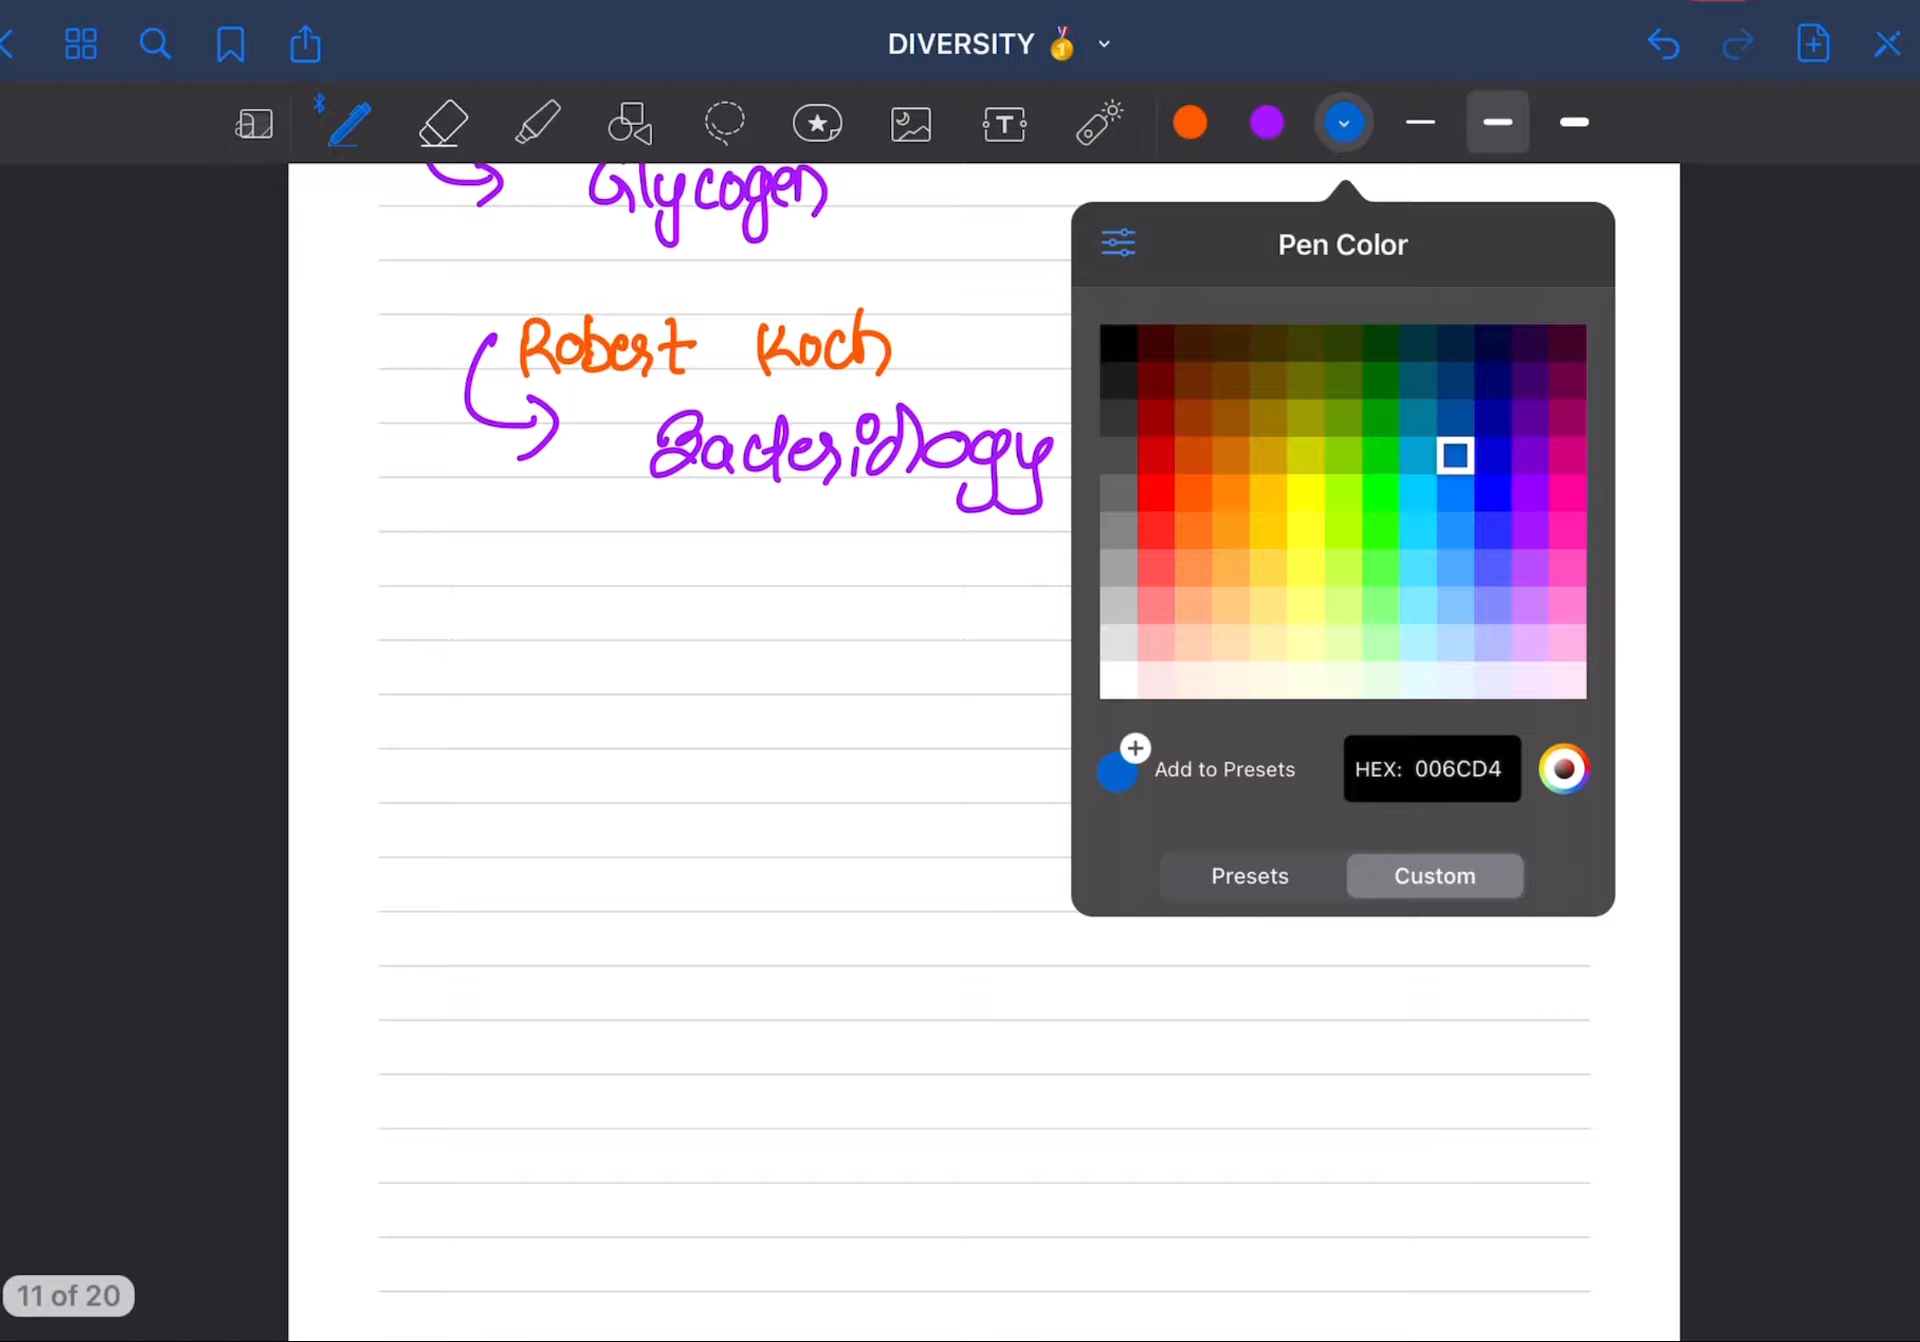 DIVERSITY
Glycogen
Pen Color
Robert Koch
Bacteriology
Add to Presets
HEX: 006CD4
Presets
Custom
11 of 20